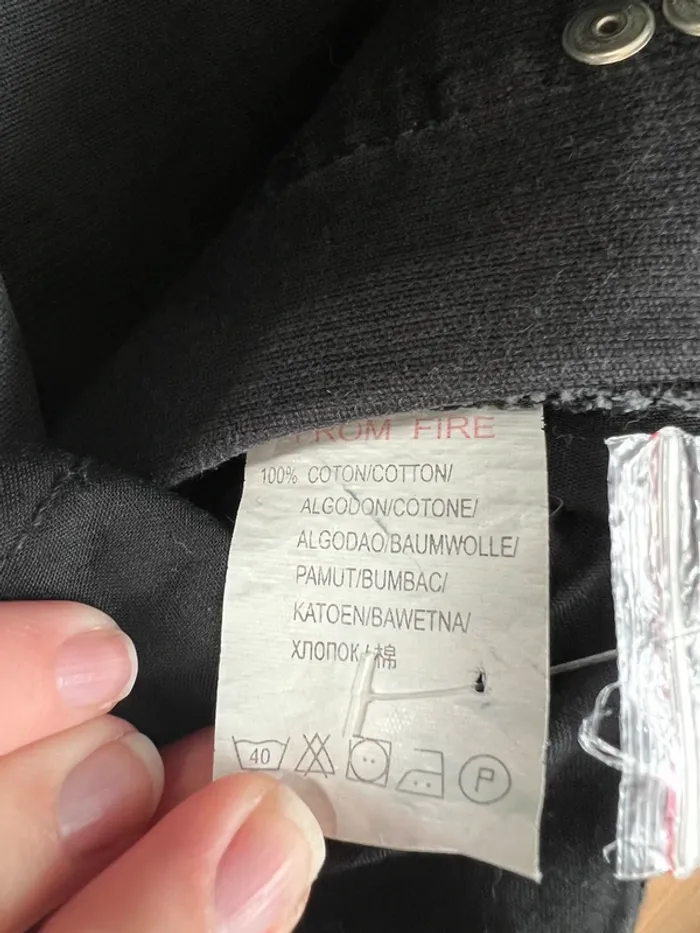 FROM FIRE
100% COTON/COTTON/
ALGODON/COTONE/
ALGODAO/BAUMWOLLE/
PAMUT/BUMBAC/
KATOEN/BAWETNA/
ХЛОПОК/棉
40
P